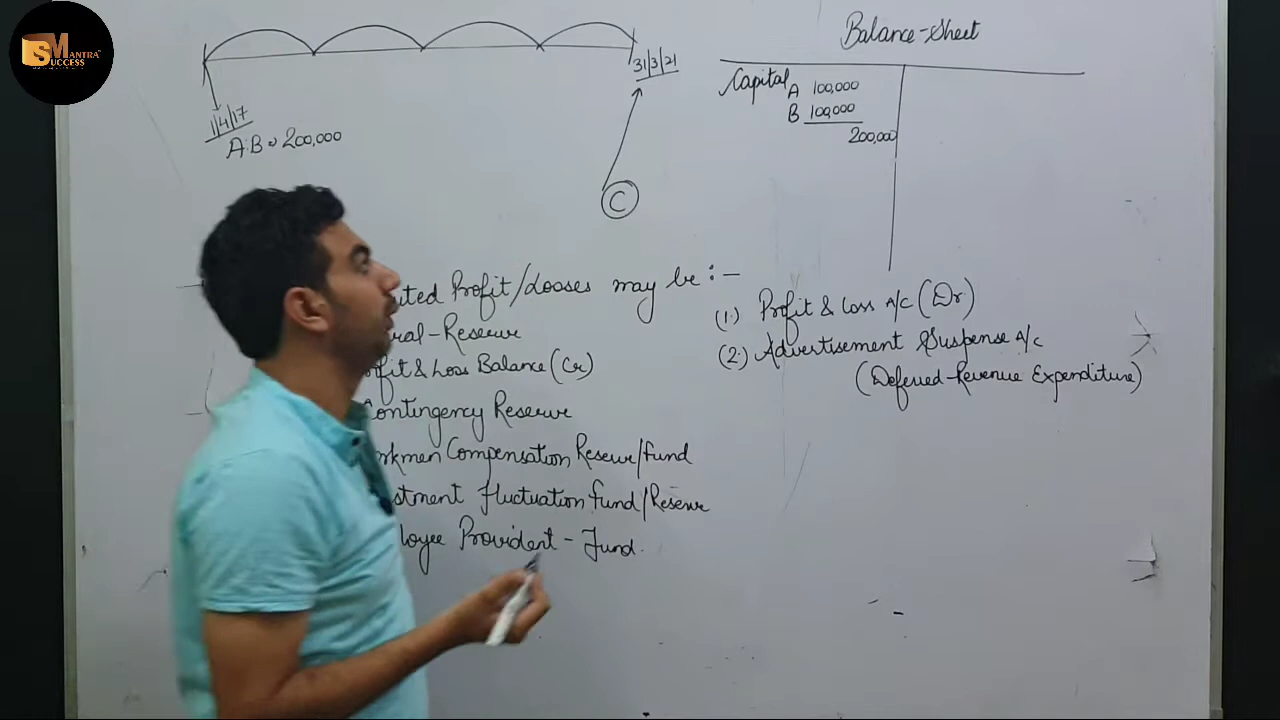 SUCCESS MANTRA™
1/4/17
A B 200,000
31/3/21
C
Balance-Sheet
Capital A 100,000
B 100,000
200,000
Profit/Losses may be :-
Reserve
Loss Balance (Cr)
Contingency Reserve
Compensation Reserve/Fund
Fluctuation Fund/Reserve
Provident - Fund.
(1.) Profit & Loss A/C (Dr)
(2.) Advertisement Suspense A/c
(Deferred-Revenue Expenditure)